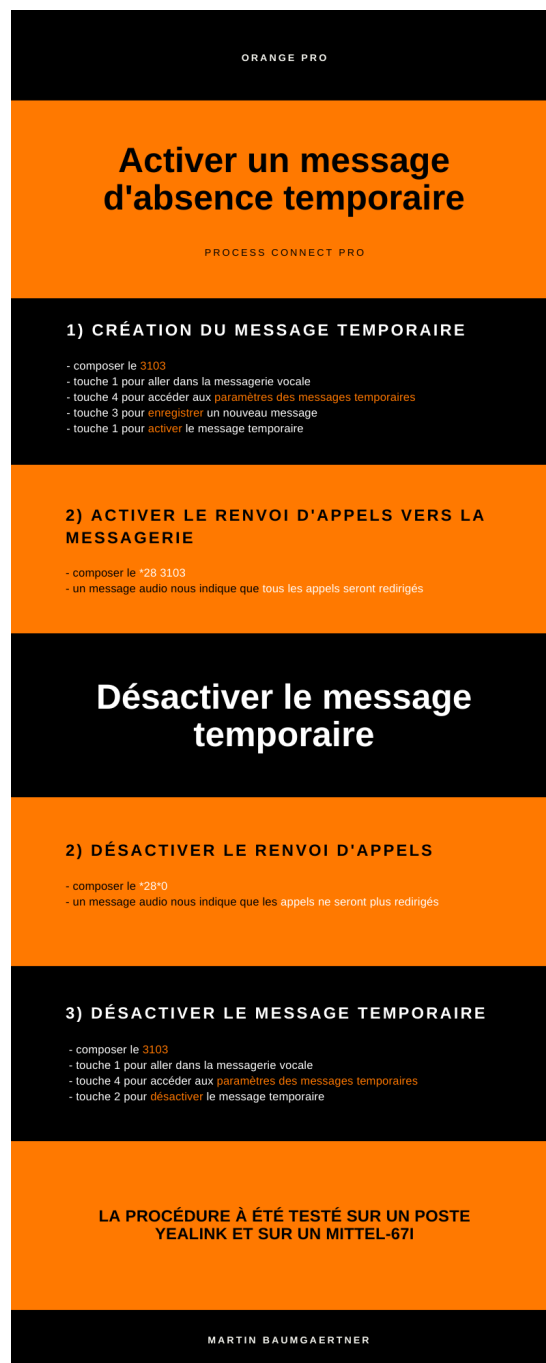 ORANGE PRO
Activer un message
d'absence temporaire
PROCESS CONNECT PRO
1) CRÉATION DU MESSAGE TEMPORAIRE
- composer le 3103
- touche 1 pour aller dans la messagerie vocale
- touche 4 pour accéder aux paramètres des messages temporaires
- touche 3 pour enregistrer un nouveau message
- touche 1 pour activer le message temporaire
2) ACTIVER LE RENVOI D'APPELS VERS LA
MESSAGERIE
- composer le *28 3103
- un message audio nous indique que tous les appels seront redirigés
Désactiver le message
temporaire
2) DÉSACTIVER LE RENVOI D'APPELS
- composer le *28*0
- un message audio nous indique que les appels ne seront plus redirigés
3) DÉSACTIVER LE MESSAGE TEMPORAIRE
- composer le 3103
- touche 1 pour aller dans la messagerie vocale
- touche 4 pour accéder aux paramètres des messages temporaires
- touche 2 pour désactiver le message temporaire
LA PROCÉDURE À ÉTÉ TESTÉ SUR UN POSTE
YEALINK ET SUR UN MITTEL-67I
MARTIN BAUMGAERTNER